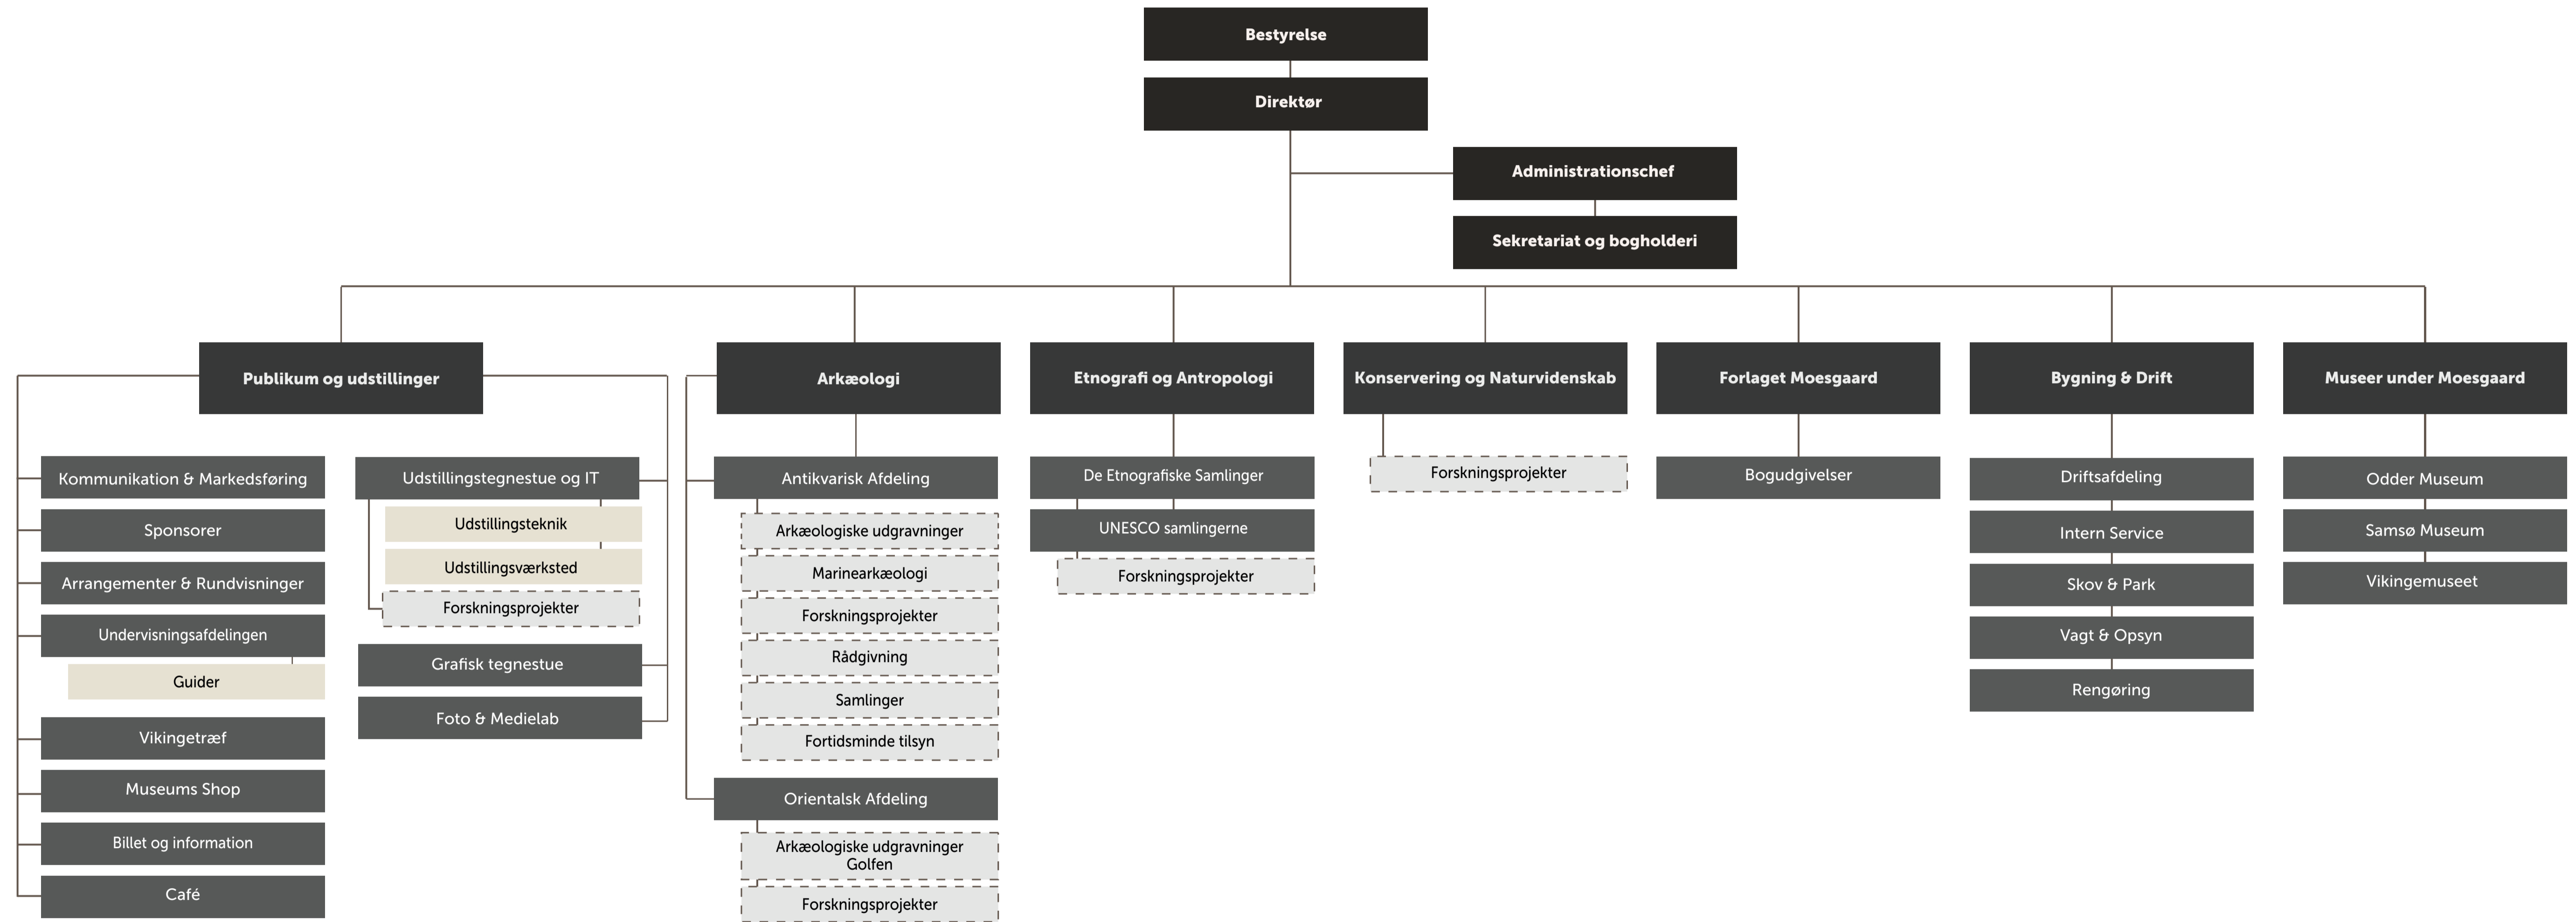 Bestyrelse
Direktør
Administrationschef
Sekretariat og bogholderi
Publikum og udstillinger
Kommunikation & Markedsføring
Sponsorer
Arrangementer & Rundvisninger
Undervisningsafdelingen
Guider
Vikingetræf
Museums Shop
Billet og information
Café
Udstillingstegnestue og IT
Udstillingsteknik
Udstillingsværksted
Forskningsprojekter
Grafisk tegnestue
Foto & Medielab
Arkæologi
Antikvarisk Afdeling
Arkæologiske udgravninger
Marinearkæologi
Forskningsprojekter
Rådgivning
Samlinger
Fortidsminde tilsyn
Orientalsk Afdeling
Arkæologiske udgravninger
Golfen
Forskningsprojekter
Etnografi og Antropologi
De Etnografiske Samlinger
UNESCO samlingerne
Forskningsprojekter
Konservering og Naturvidenskab
Forskningsprojekter
Forlaget Moesgaard
Bogudgivelser
Bygning & Drift
Driftsafdeling
Intern Service
Skov & Park
Vagt & Opsyn
Rengøring
Museer under Moesgaard
Odder Museum
Samsø Museum
Vikingemuseet